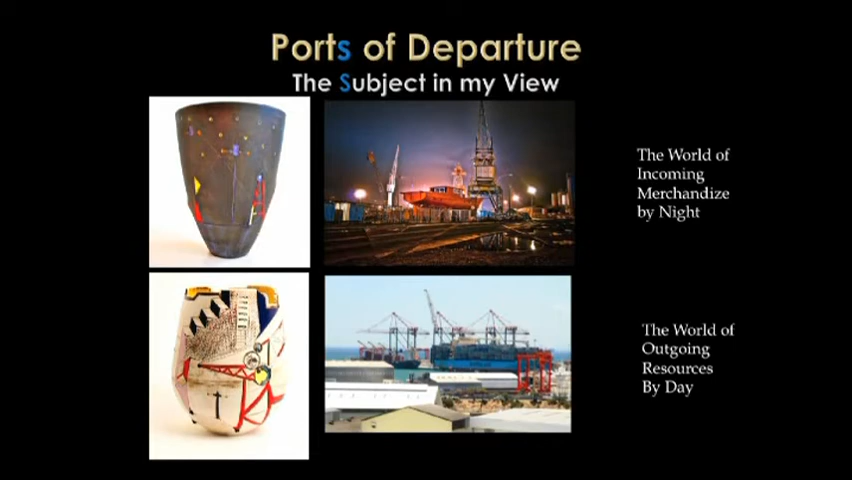 Ports of Departure
The Subject in my View
The World of
Incoming
Merchandize
by Night
The World of
Outgoing
Resources
By Day